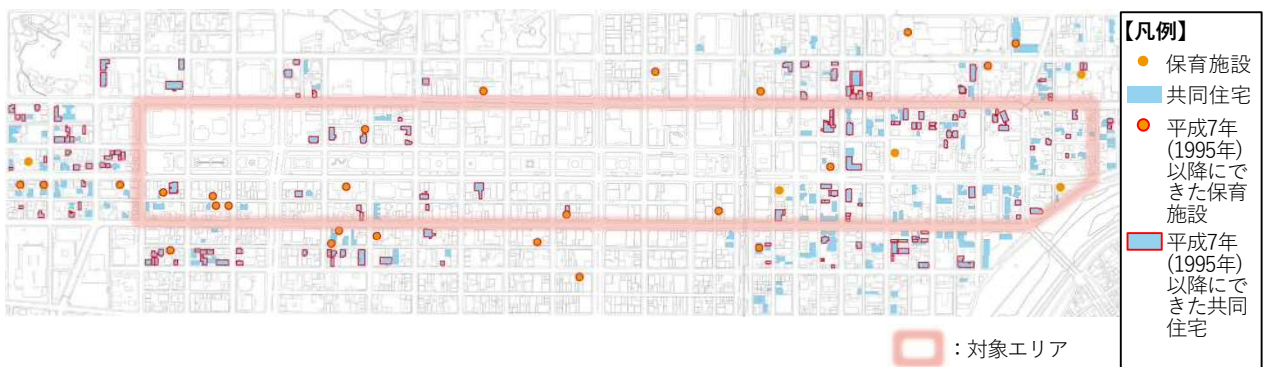 【凡例】
保育施設
共同住宅
平成7年
(1995年)
以降にで
きた保育
施設
平成7年
(1995年)
以降にで
きた共同
住宅
：対象エリア